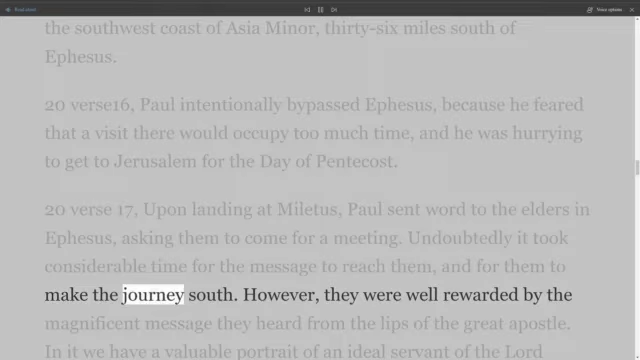 Read aloud
Voice options
the southwest coast of Asia Minor, thirty-six miles south of
Ephesus.
20 verse16, Paul intentionally bypassed Ephesus, because he feared
that a visit there would occupy too much time, and he was hurrying
to get to Jerusalem for the Day of Pentecost.
20 verse 17, Upon landing at Miletus, Paul sent word to the elders in
Ephesus, asking them to come for a meeting. Undoubtedly it took
considerable time for the message to reach them, and for them to
make the journey south. However, they were well rewarded by the
magnificent message they heard from the lips of the great apostle.
In it we have a valuable portrait of an ideal servant of the Lord